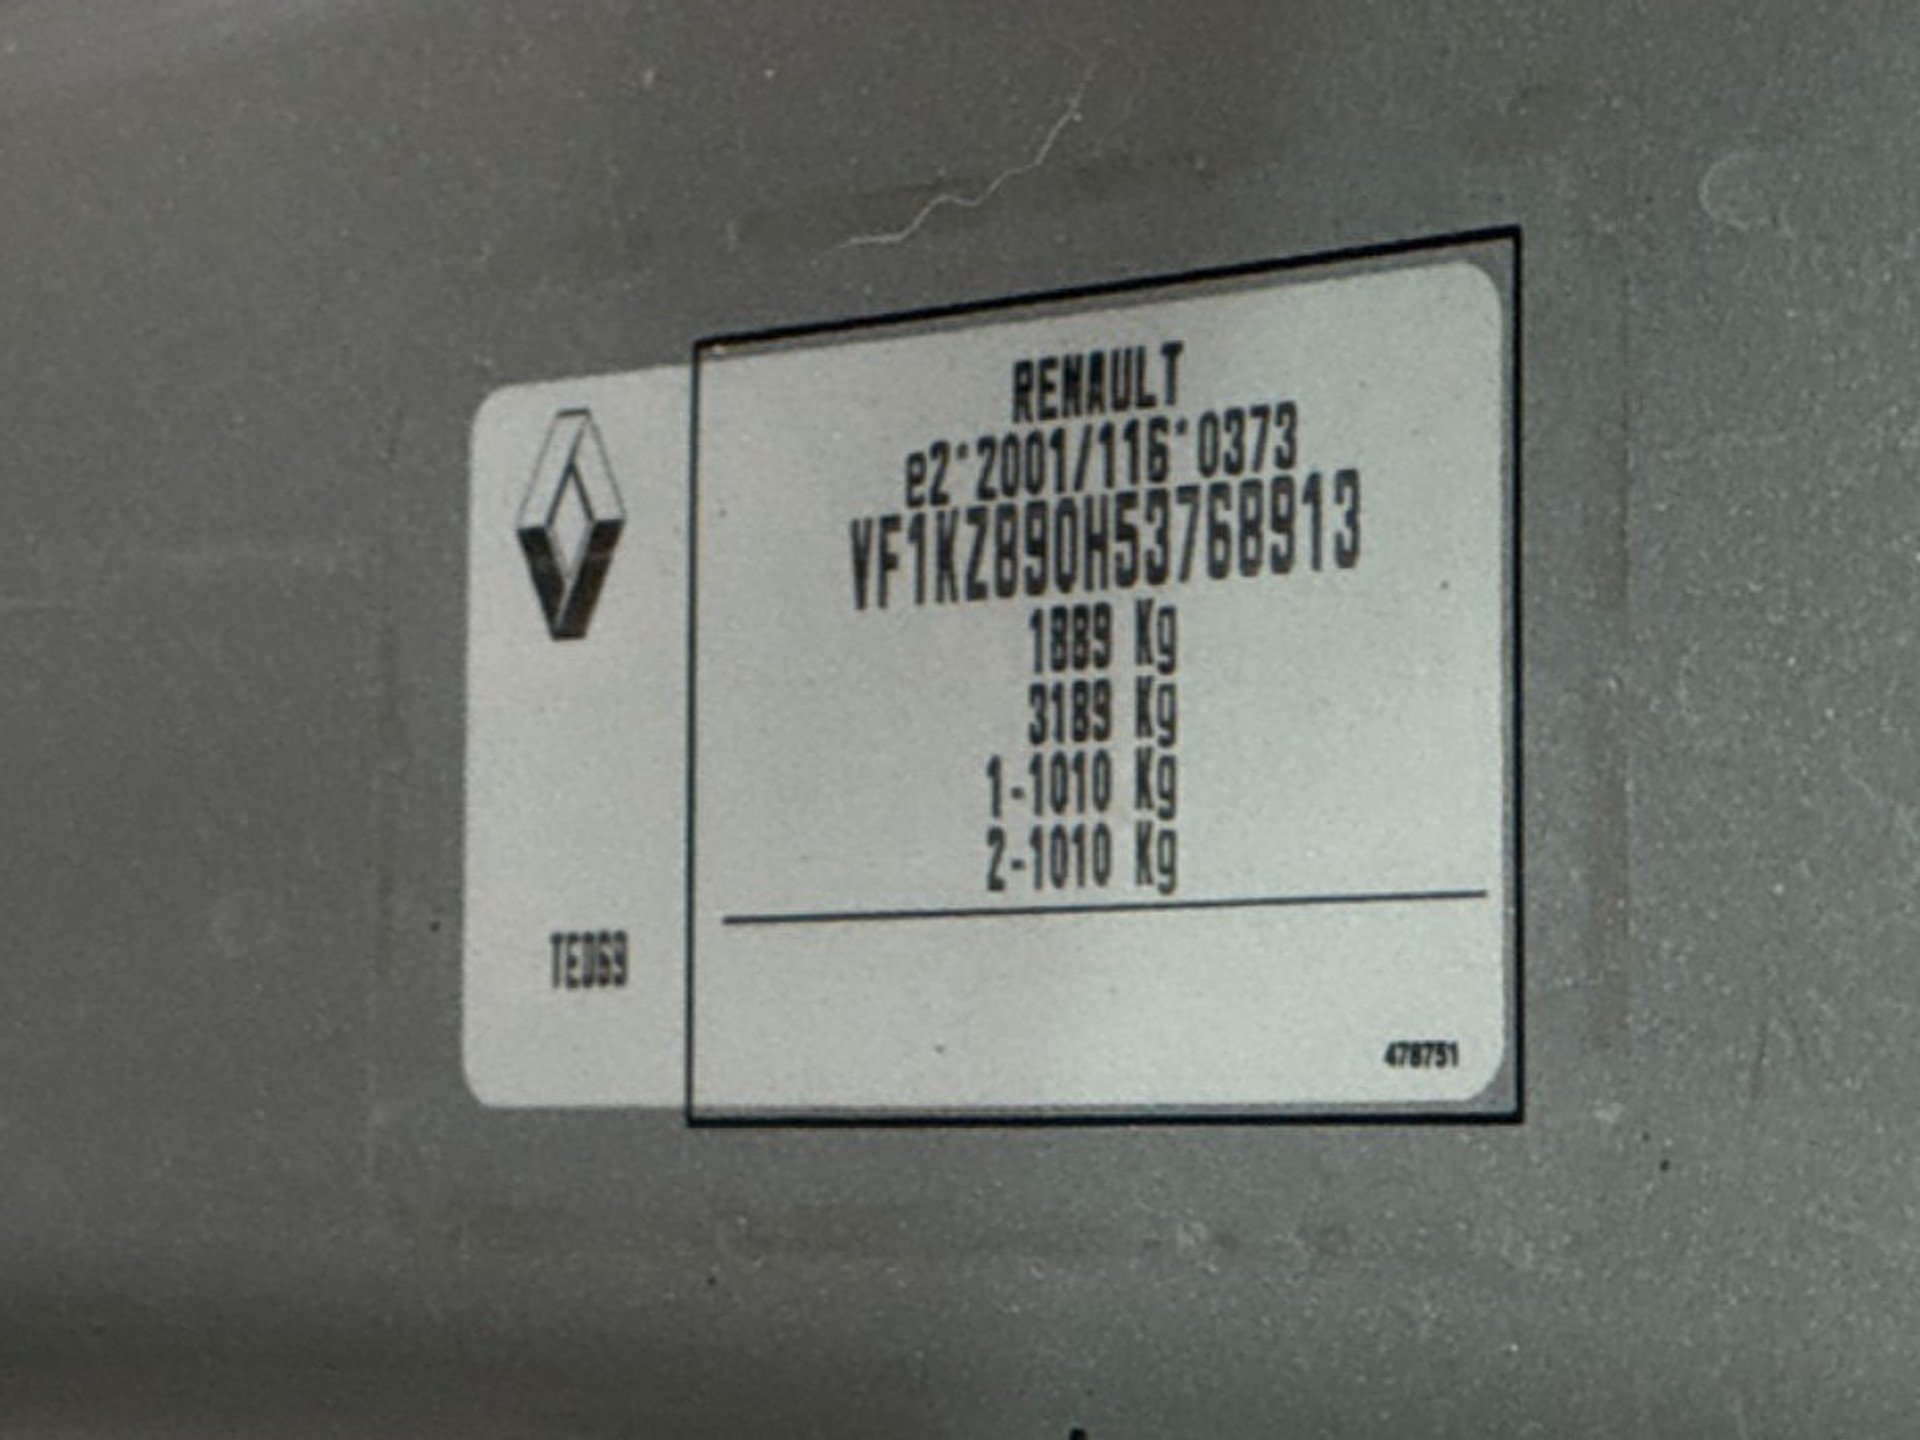 RENAULT
e2*2001/116*0373
VF1KZ890H53768913
1889 Kg
3189 Kg
1-1010 Kg
2-1010 Kg
TED69
478751